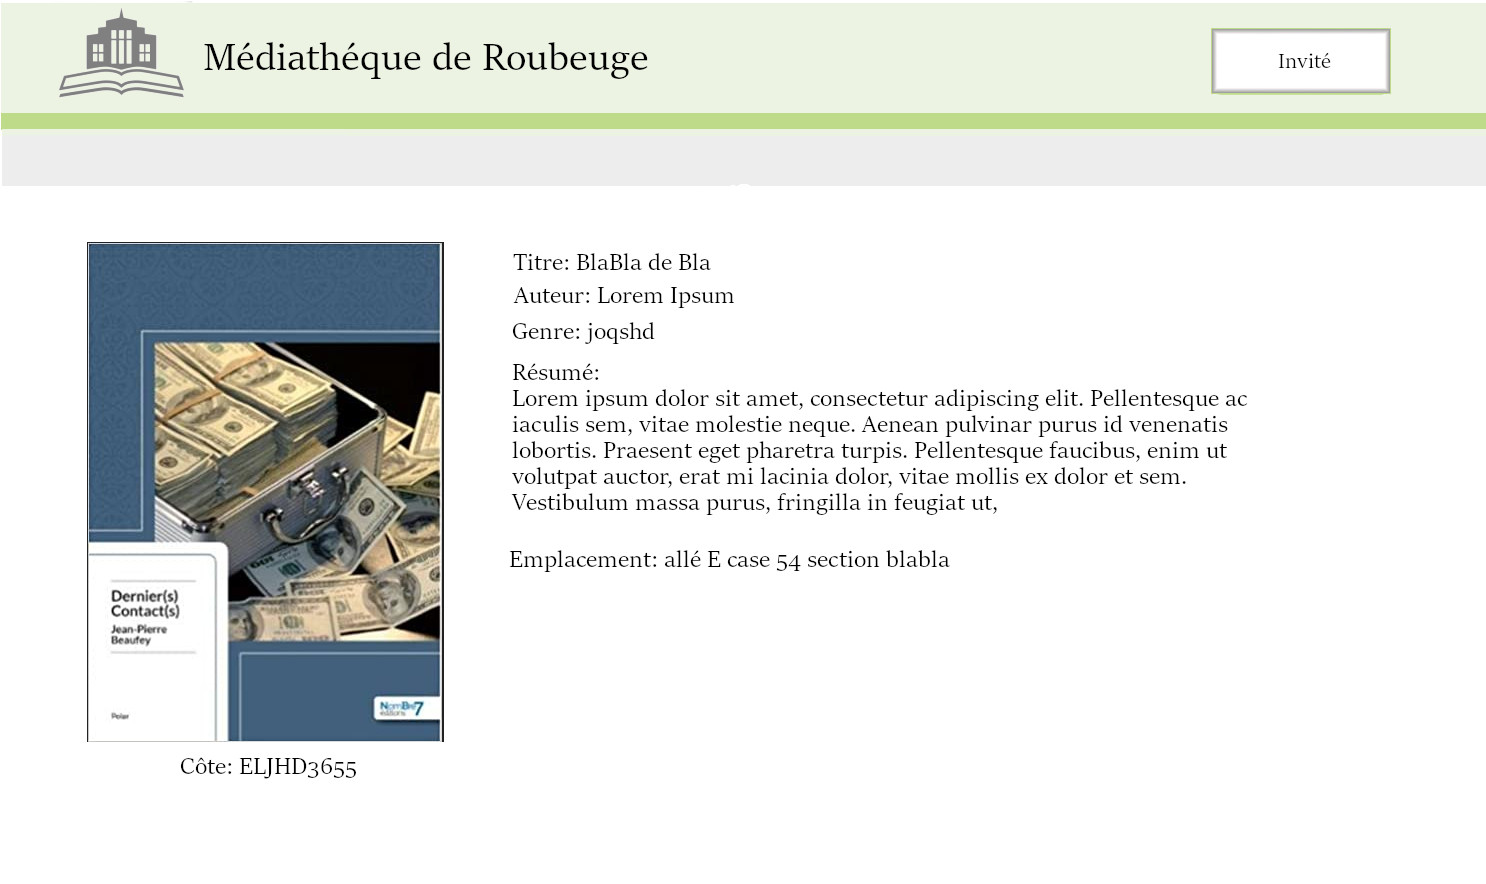 Médiathéque de Roubeuge
Invité
Titre: BlaBla de Bla
Auteur: Lorem Ipsum
Genre: joqshd
Résumé:
Lorem ipsum dolor sit amet, consectetur adipiscing elit. Pellentesque ac
iaculis sem, vitae molestie neque. Aenean pulvinar purus id venenatis
lobortis. Praesent eget pharetra turpis. Pellentesque faucibus, enim ut
volutpat auctor, erat mi lacinia dolor, vitae mollis ex dolor et sem.
Vestibulum massa purus, fringilla in feugiat ut,
Emplacement: allé E case 54 section blabla
Dernier(s)
Contact(s)
Jean-Pierre
Beaufey
Polar
NomBre7
éditions
Côte: ELJHD3655